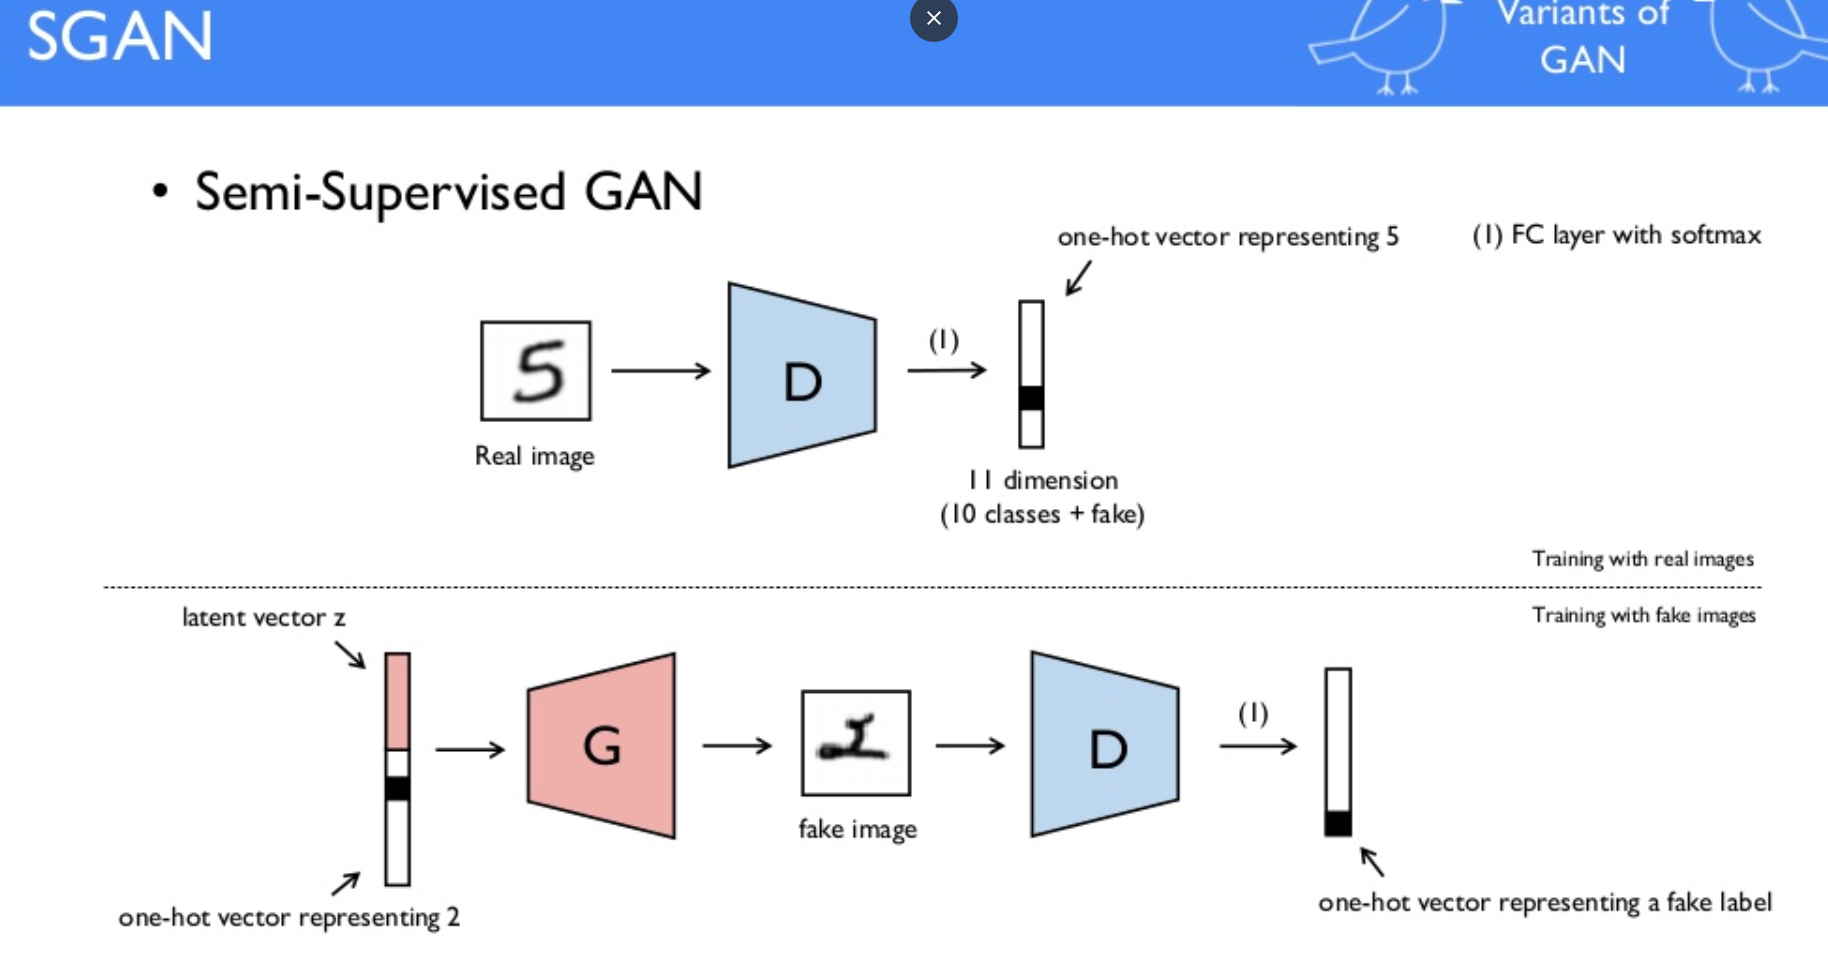 SGAN
Variants of
GAN
• Semi-Supervised GAN
one-hot vector representing 5
(1) FC layer with softmax
5
D
(1)
Real image
11 dimension
(10 classes + fake)
Training with real images
Training with fake images
latent vector z
G
D
(1)
fake image
one-hot vector representing 2
one-hot vector representing a fake label